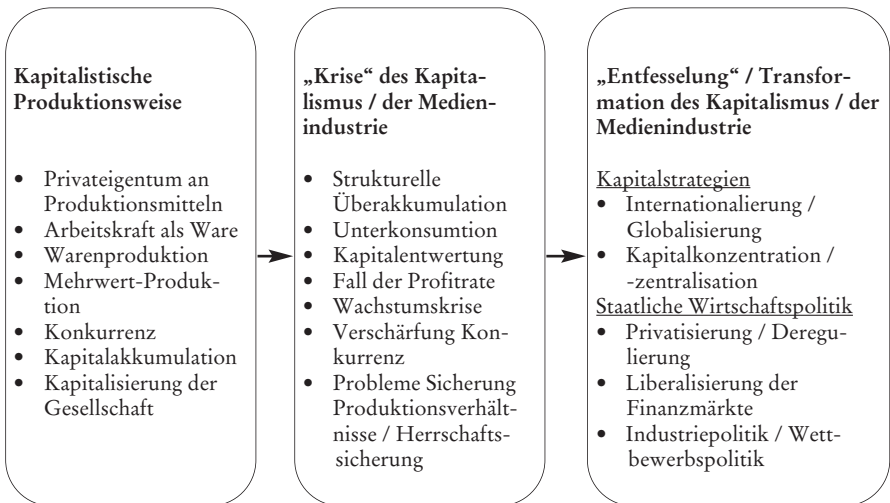 Kapitalistische
Produktionsweise
• Privateigentum an
Produktionsmitteln
• Arbeitskraft als Ware
• Warenproduktion
• Mehrwert-Produk-
tion
• Konkurrenz
• Kapitalakkumulation
• Kapitalisierung der
Gesellschaft
„Krise“ des Kapita-
lismus / der Medien-
industrie
• Strukturelle
Überakkumulation
• Unterkonsumtion
• Kapitalentwertung
• Fall der Profitrate
• Wachstumskrise
• Verschärfung Kon-
kurrenz
• Probleme Sicherung
Produktionsverhält-
nisse / Herrschafts-
sicherung
„Entfesselung“ / Transfor-
mation des Kapitalismus / der
Medienindustrie
Kapitalstrategien
• Internationalierung /
Globalisierung
• Kapitalkonzentration /
-zentralisation
Staatliche Wirtschaftspolitik
• Privatisierung / Deregu-
lierung
• Liberalisierung der
Finanzmärkte
• Industriepolitik / Wett-
bewerbspolitik